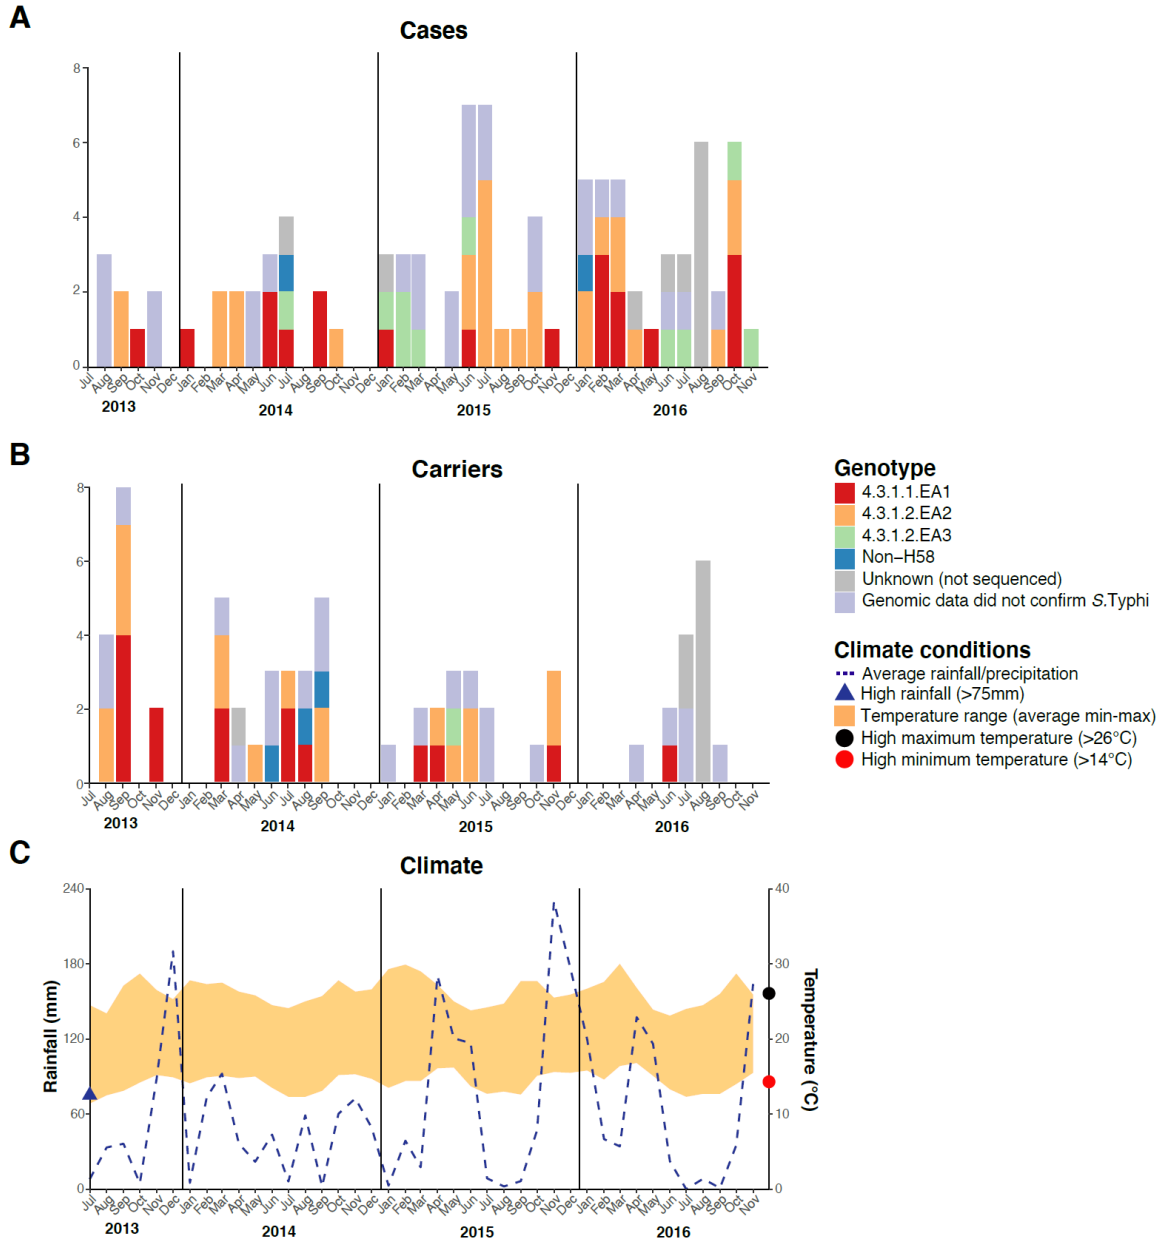 A
Cases
8
6
4
2
0
Jul Aug Sep Oct Nov Dec Jan Feb Mar Apr May Jun Jul Aug Sep Oct Nov Dec Jan Feb Mar Apr May Jun Jul Aug Sep Oct Nov Dec Jan Feb Mar Apr May Jun Jul Aug Sep Oct Nov
2013 2014 2015 2016
B
Carriers
8
6
4
2
0
Jul Aug Sep Oct Nov Dec Jan Feb Mar Apr May Jun Jul Aug Sep Oct Nov Dec Jan Feb Mar Apr May Jun Jul Aug Sep Oct Nov Dec Jan Feb Mar Apr May Jun Jul Aug Sep Oct Nov
2013 2014 2015 2016
Genotype
4.3.1.1.EA1
4.3.1.2.EA2
4.3.1.2.EA3
Non–H58
Unknown (not sequenced)
Genomic data did not confirm S.Typhi
Climate conditions
Average rainfall/precipitation
High rainfall (>75mm)
Temperature range (average min-max)
High maximum temperature (>26°C)
High minimum temperature (>14°C)
C
Climate
Rainfall (mm)
240
180
120
60
0
40
30
20
10
0
Temperature (°C)
Jul Aug Sep Oct Nov Dec Jan Feb Mar Apr May Jun Jul Aug Sep Oct Nov Dec Jan Feb Mar Apr May Jun Jul Aug Sep Oct Nov Dec Jan Feb Mar Apr May Jun Jul Aug Sep Oct Nov
2013 2014 2015 2016